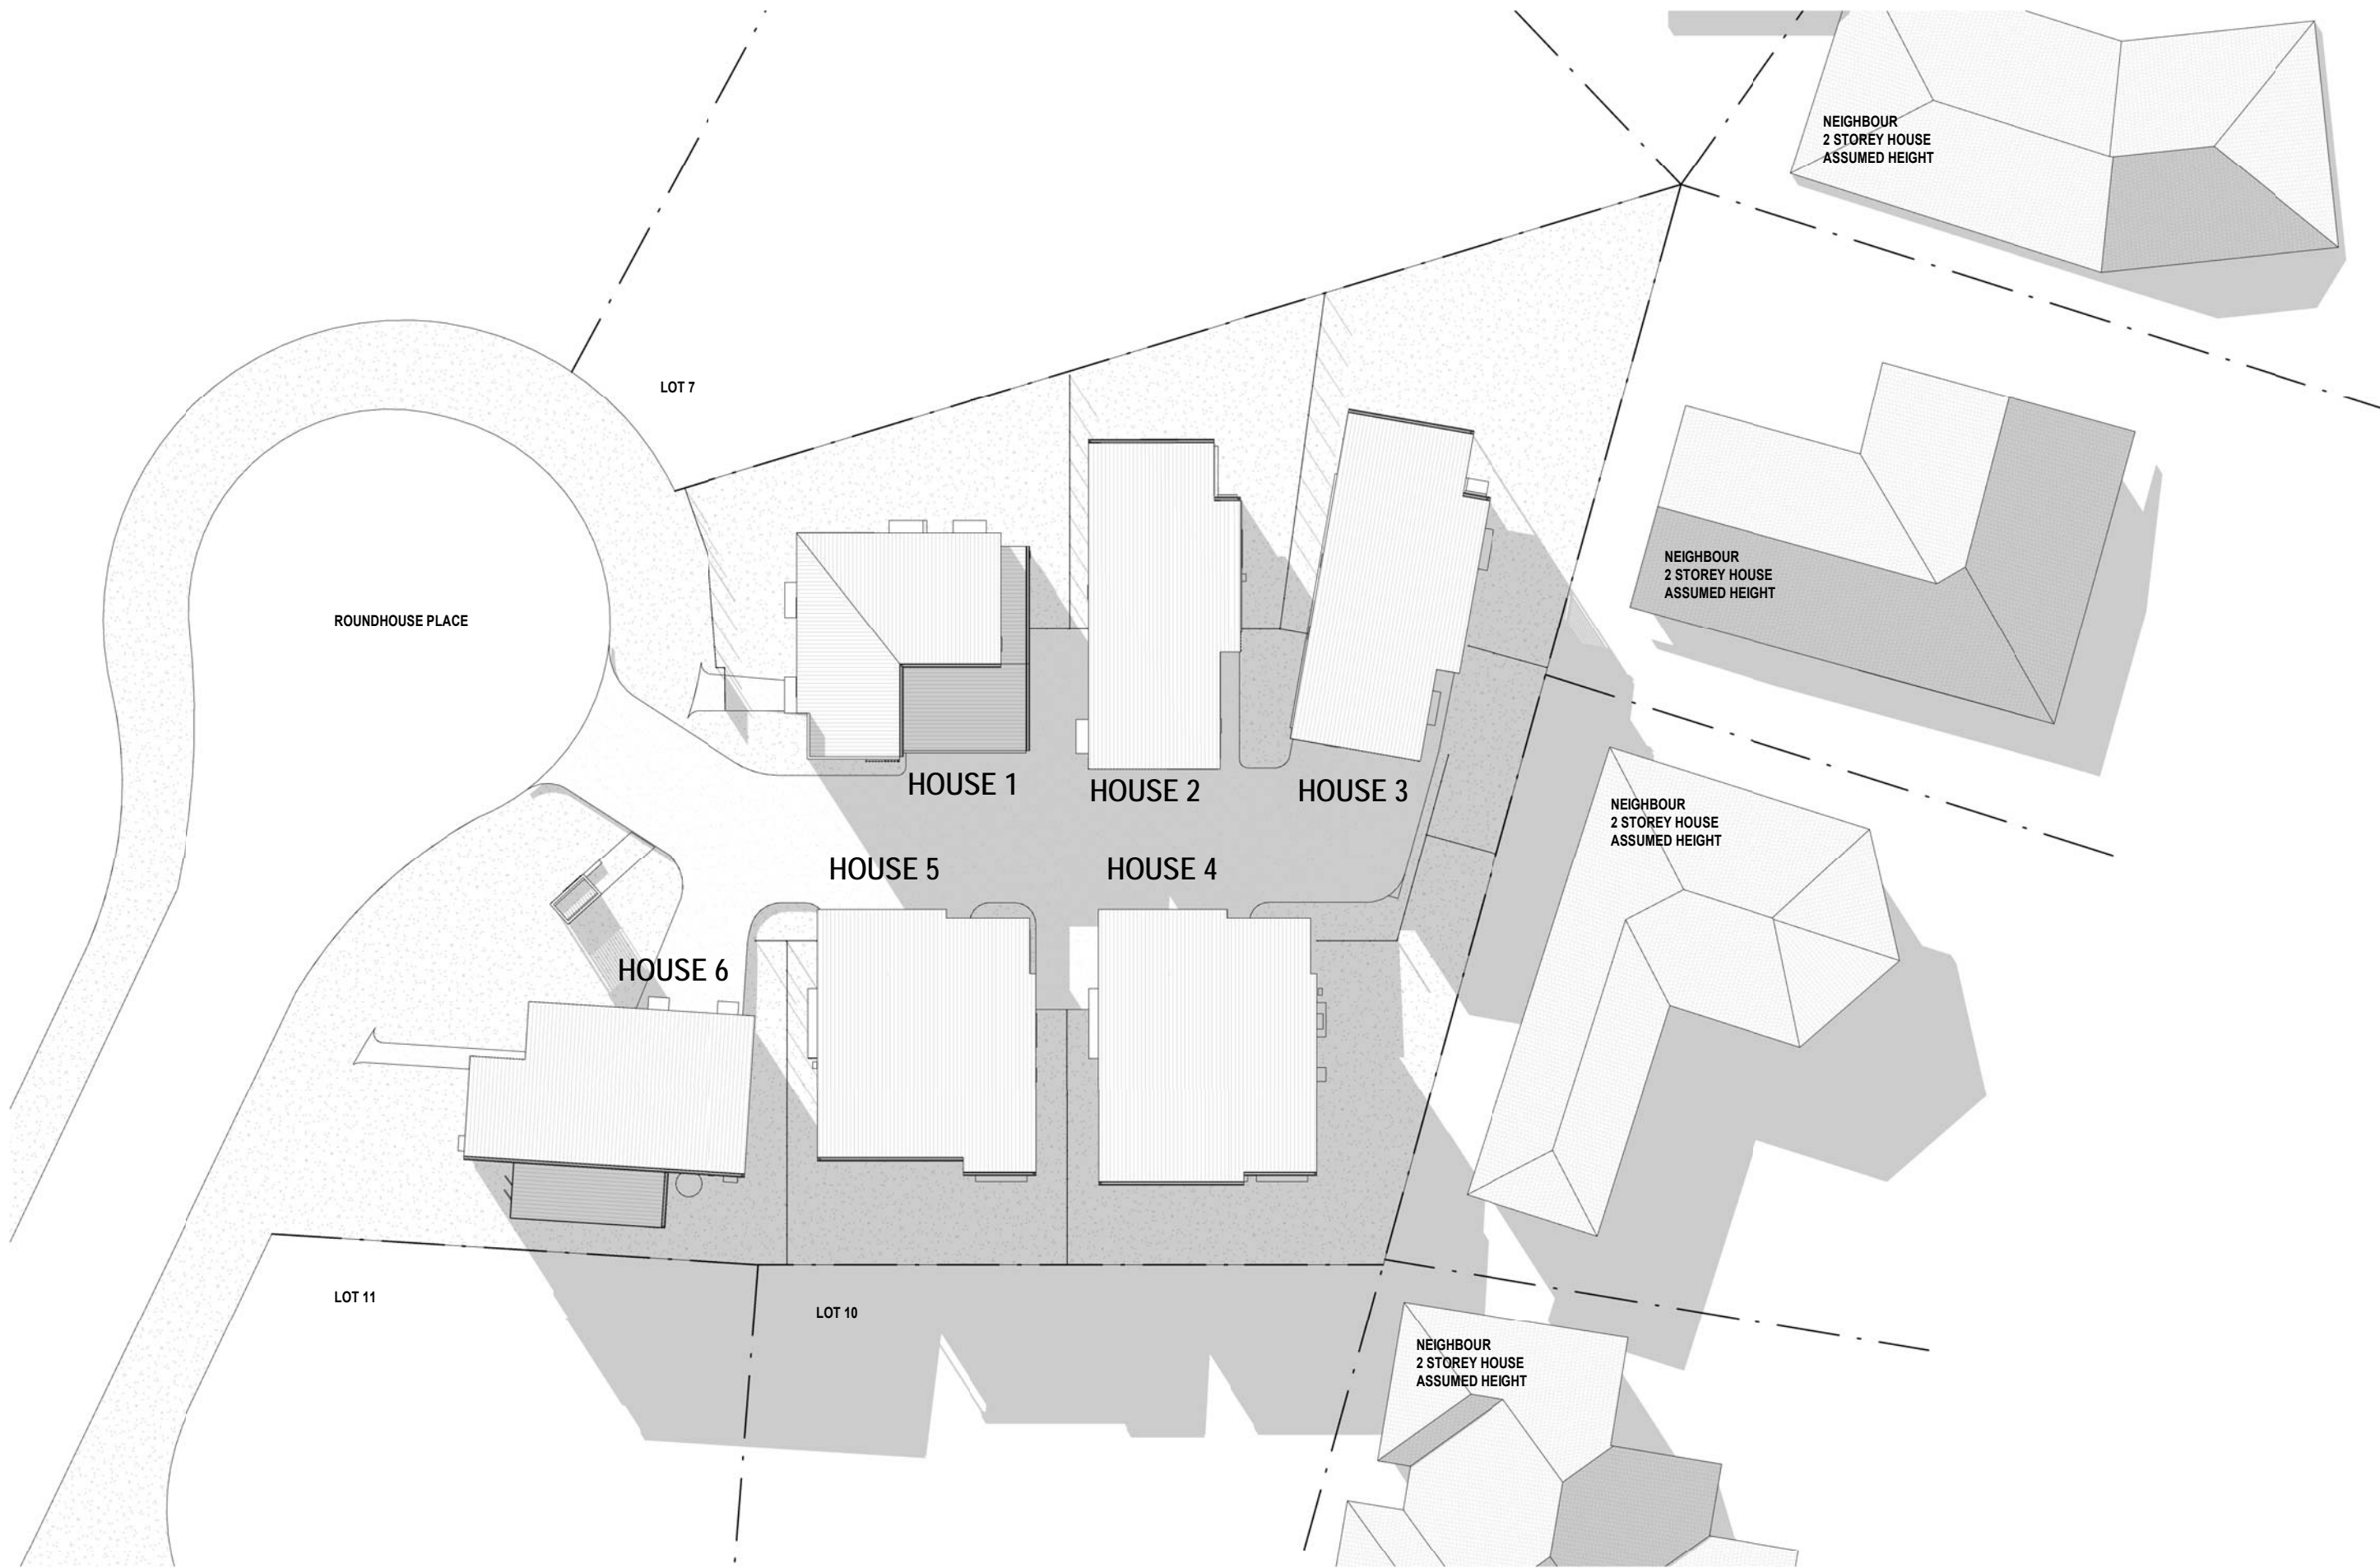 NEIGHBOUR
2 STOREY HOUSE
ASSUMED HEIGHT
LOT 7
NEIGHBOUR
2 STOREY HOUSE
ASSUMED HEIGHT
ROUNDHOUSE PLACE
HOUSE 1
HOUSE 2
HOUSE 3
NEIGHBOUR
2 STOREY HOUSE
ASSUMED HEIGHT
HOUSE 5
HOUSE 4
HOUSE 6
LOT 11
LOT 10
NEIGHBOUR
2 STOREY HOUSE
ASSUMED HEIGHT